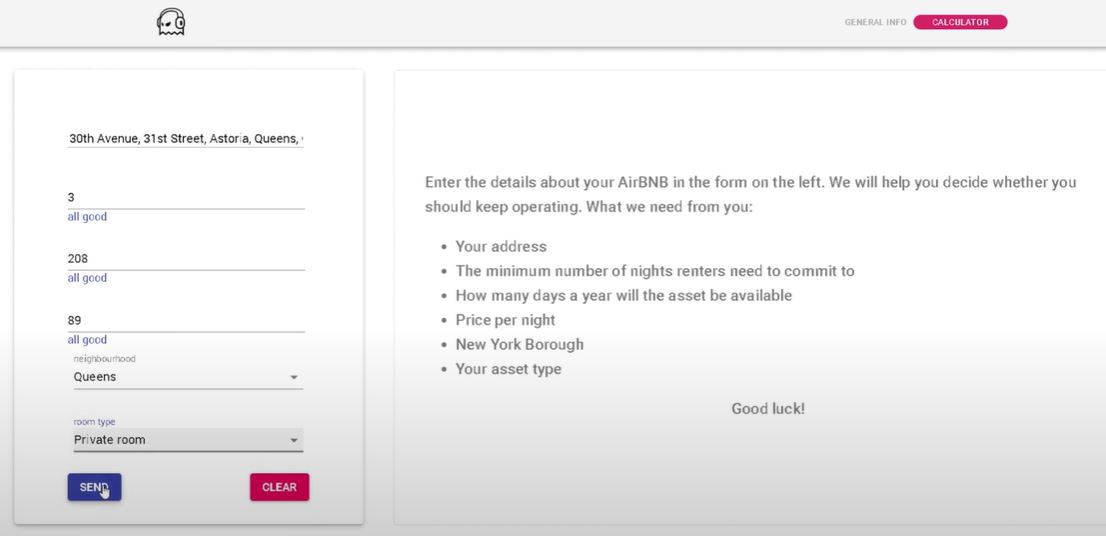 GENERAL INFO
CALCULATOR
30th Avenue, 31st Street, Astoria, Queens,
3
all good
208
all good
89
all good
neighbourhood
Queens
room type
Private room
SEND
CLEAR
Enter the details about your AirBNB in the form on the left. We will help you decide whether you
should keep operating. What we need from you:
• Your address
• The minimum number of nights renters need to commit to
• How many days a year will the asset be available
• Price per night
• New York Borough
• Your asset type
Good luck!